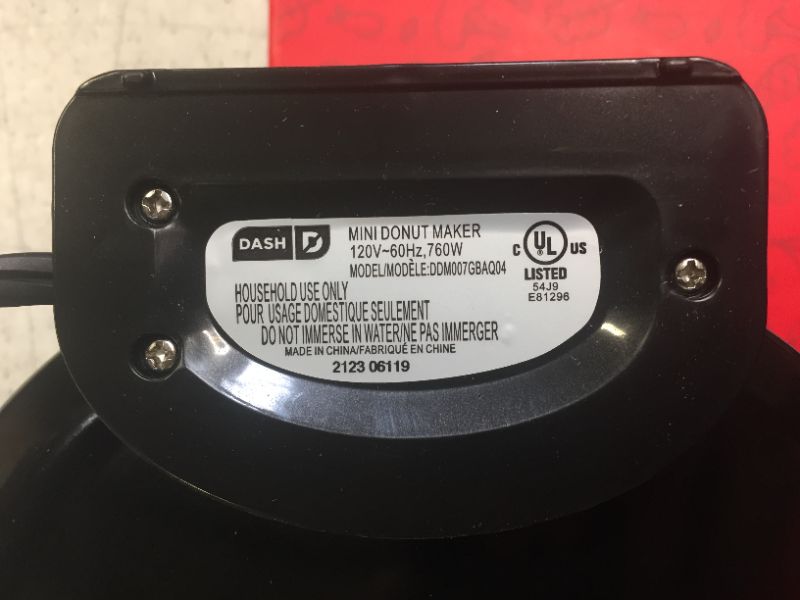 DASH D
MINI DONUT MAKER
120V~60Hz,760W
MODEL/MODÈLE:DDM007GBAQ04
C UL US
LISTED
54J9
E81296
HOUSEHOLD USE ONLY
POUR USAGE DOMESTIQUE SEULEMENT
DO NOT IMMERSE IN WATER/NE PAS IMMERGER
MADE IN CHINA/FABRIQUÉ EN CHINE
2123 06119